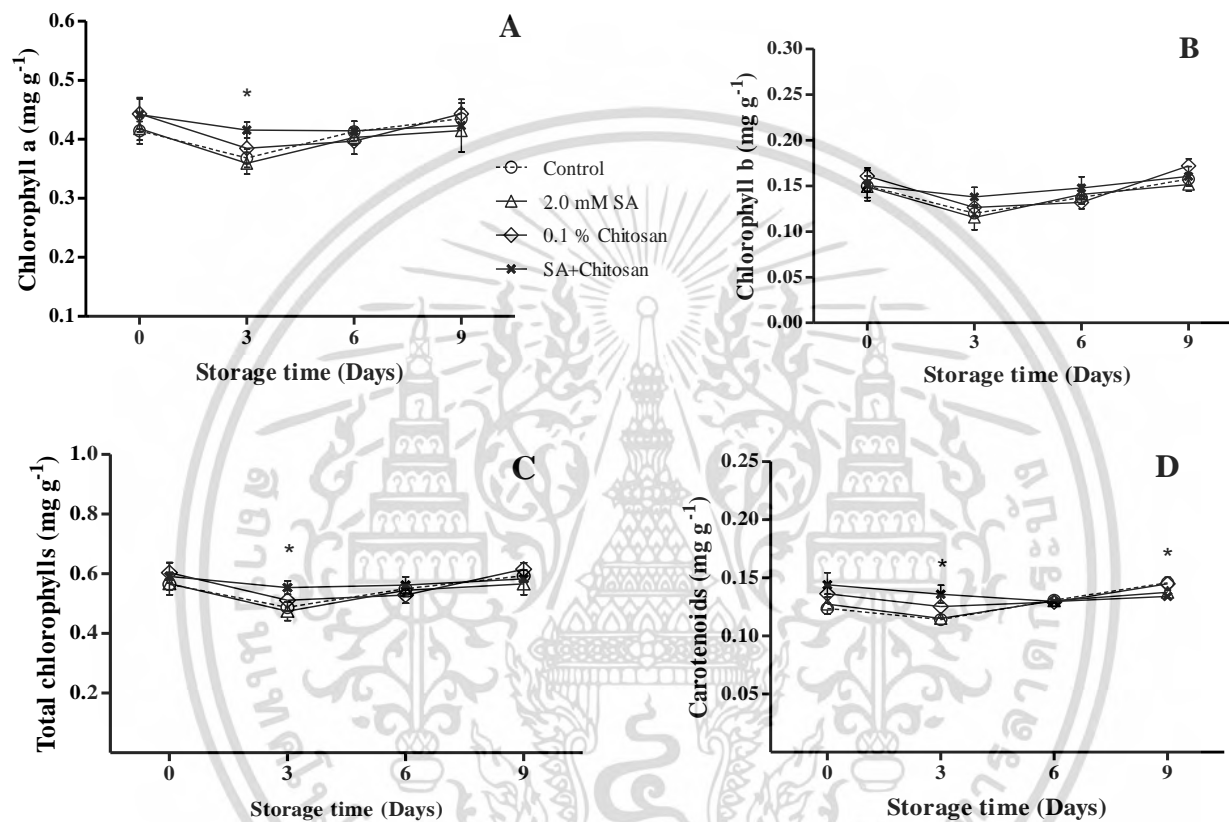 A
Chlorophyll a (mg g-1)
0.6
0.5
0.4
0.3
0.2
0.1
*
0 3 6 9
Storage time (Days)
Control
2.0 mM SA
0.1 % Chitosan
SA+Chitosan
B
Chlorophyll b (mg g-1)
0.30
0.25
0.20
0.15
0.10
0.05
0.00
0 3 6 9
Storage time (Days)
C
Total chlorophylls (mg g-1)
1.0
0.8
0.6
0.4
0.2
*
0 3 6 9
Storage time (Days)
D
Carotenoids (mg g-1)
0.25
0.20
0.15
0.10
0.05
* *
0 3 6 9
Storage time (Days)